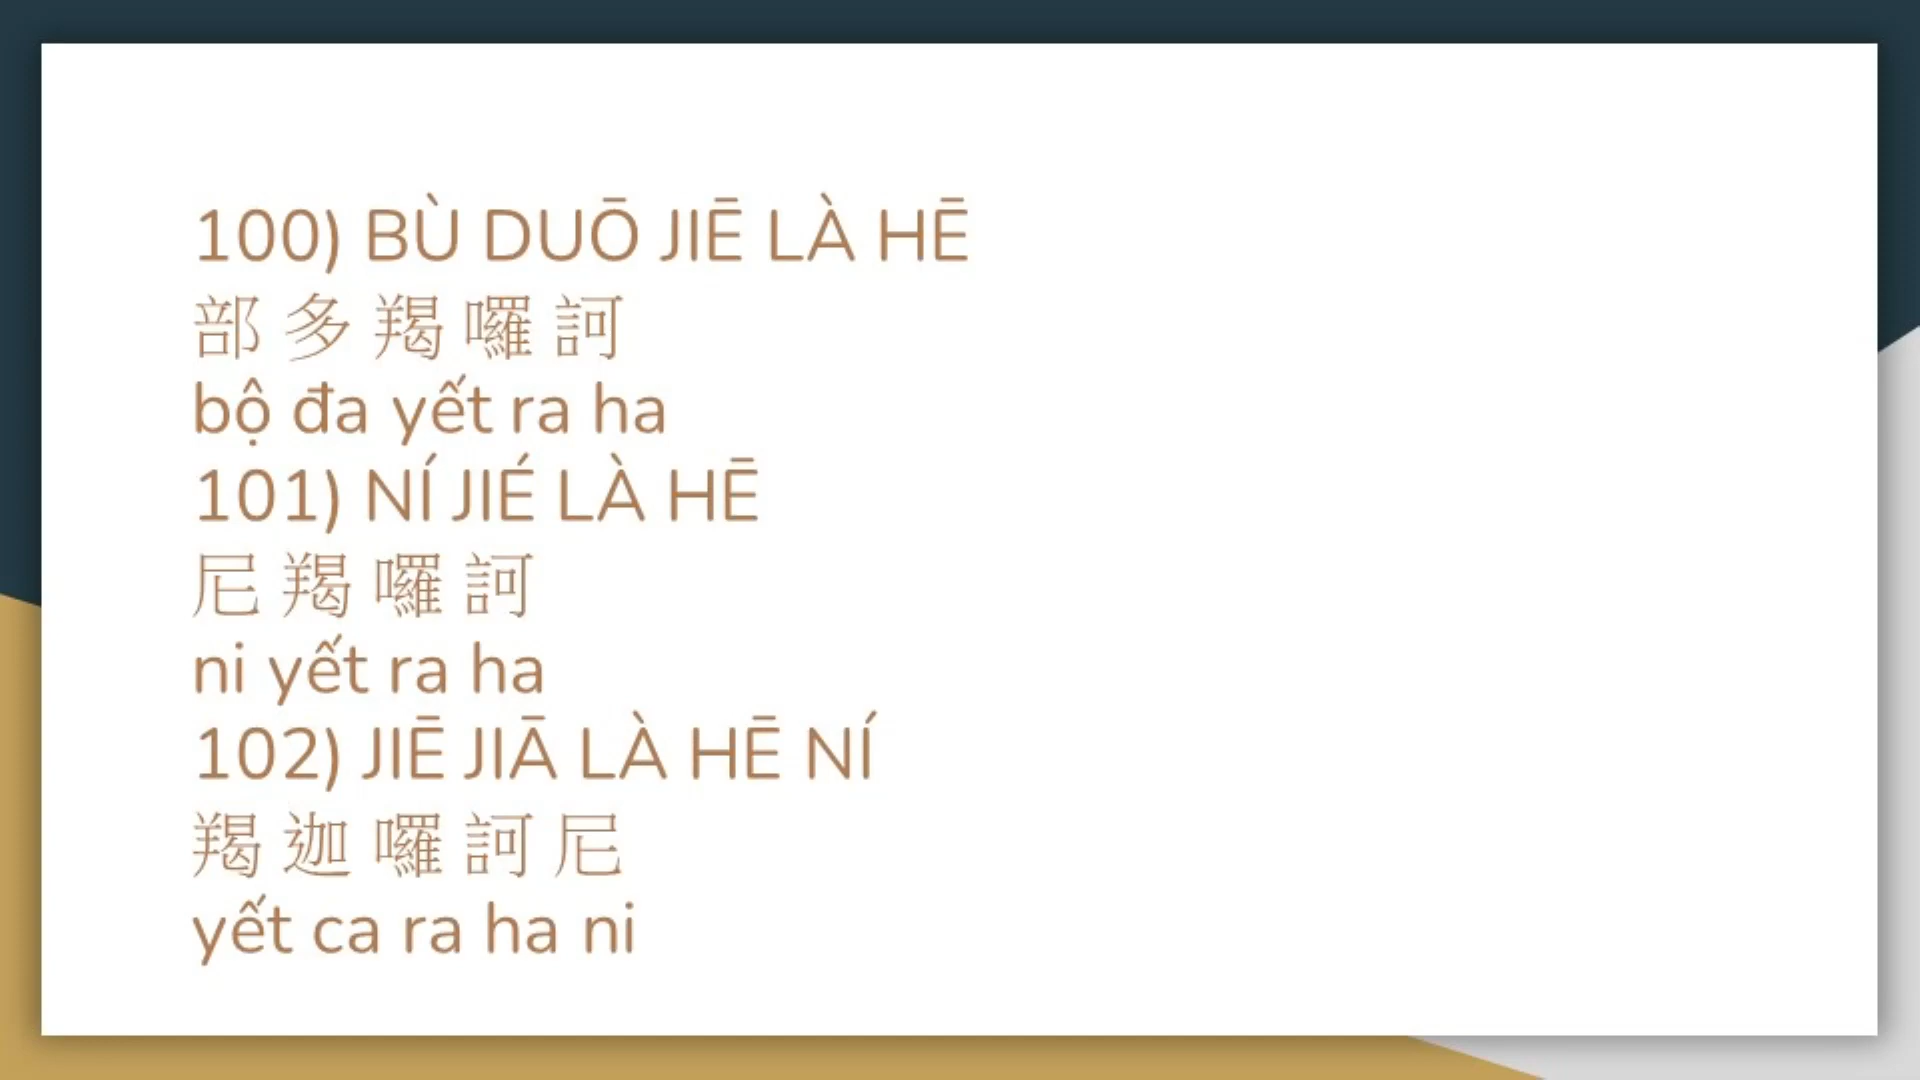 100) BÙ DUŌ JIĒ LÀ HĒ
部 多 羯 囉 訶
bộ đa yết ra ha
101) NÍ JIÉ LÀ HĒ
尼 羯 囉 訶
ni yết ra ha
102) JIĒ JIĀ LÀ HĒ NÍ
羯 迦 囉 訶 尼
yết ca ra ha ni